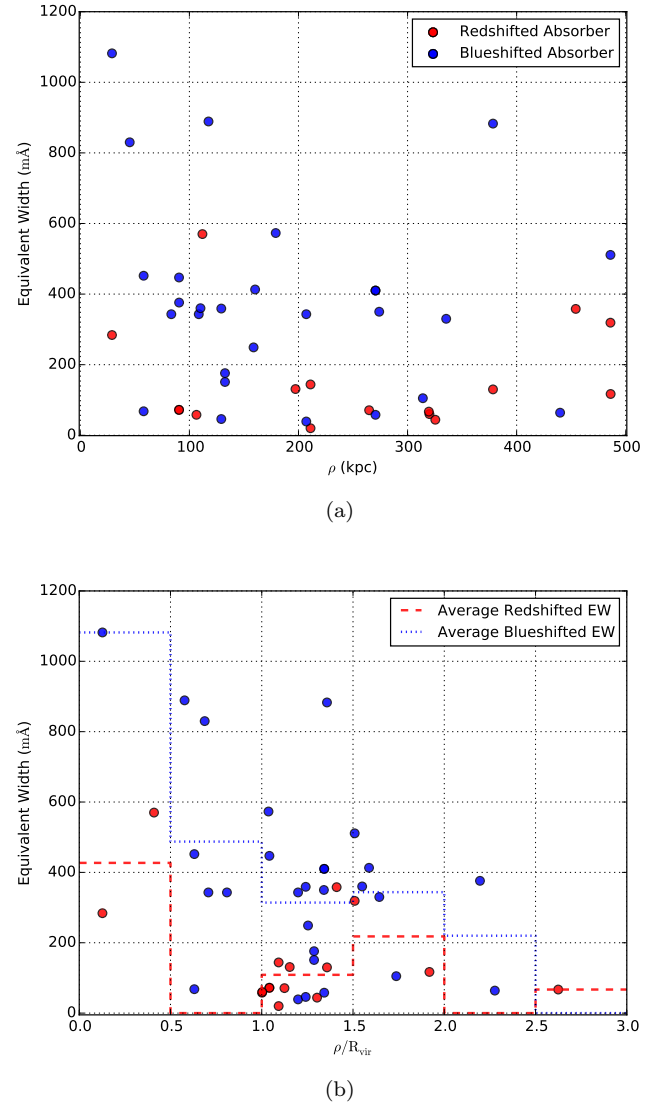 1200
1000
800
600
400
200
0
Equivalent Width (mÅ)
Redshifted Absorber
Blueshifted Absorber
0 100 200 300 400 500
ρ (kpc)
(a)
1200
1000
800
600
400
200
0
Equivalent Width (mÅ)
Average Redshifted EW
Average Blueshifted EW
0.0 0.5 1.0 1.5 2.0 2.5 3.0
ρ/R_vir
(b)